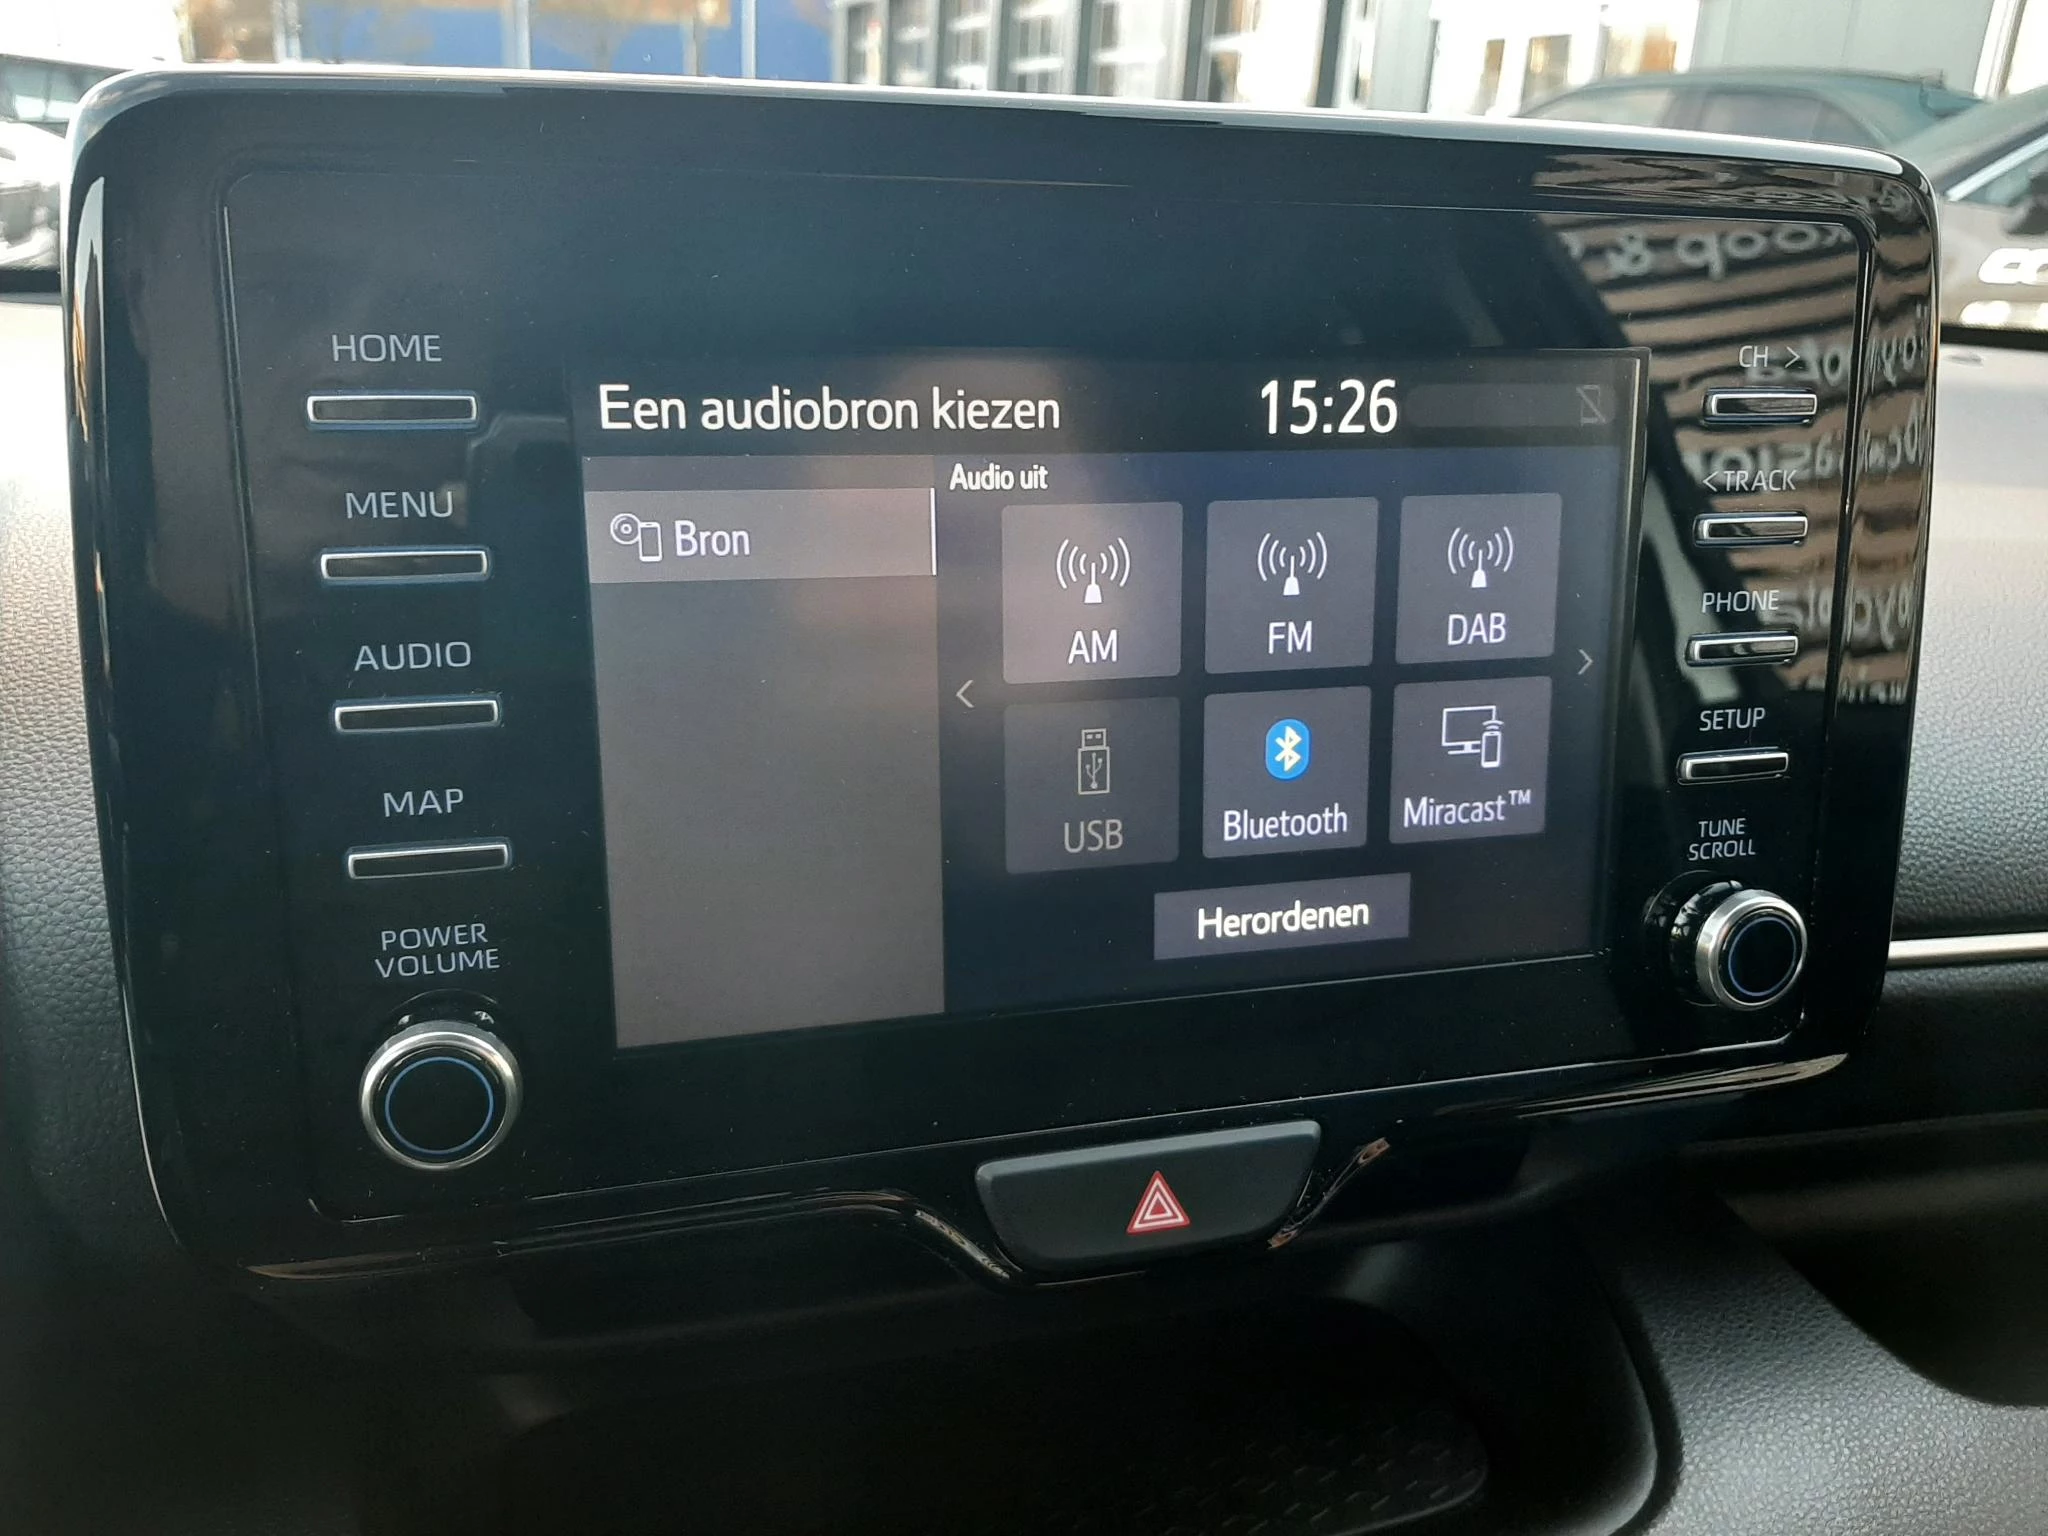 HOME
MENU
AUDIO
MAP
POWER
VOLUME
Een audiobron kiezen
15:26
Audio uit
Bron
AM
FM
DAB
USB
Bluetooth
Miracast™
Herordenen
CH >
< TRACK
PHONE
SETUP
TUNE
SCROLL